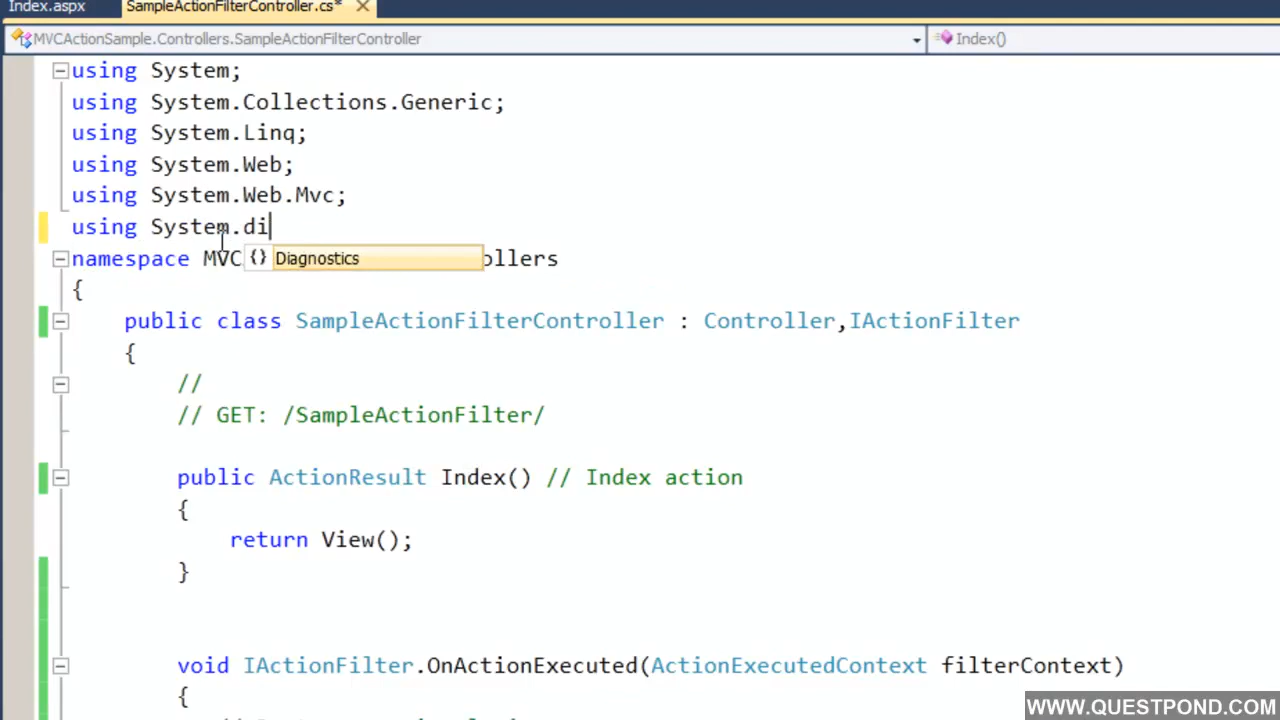 Index.aspx SampleActionFilterController.cs*
MVCActionSample.Controllers.SampleActionFilterController Index()
using System;
using System.Collections.Generic;
using System.Linq;
using System.Web;
using System.Web.Mvc;
using System.di
namespace MVC {} Diagnostics ollers
{
public class SampleActionFilterController : Controller,IActionFilter
{
//
// GET: /SampleActionFilter/
public ActionResult Index() // Index action
{
return View();
}
void IActionFilter.OnActionExecuted(ActionExecutedContext filterContext)
{
WWW.QUESTPOND.COM